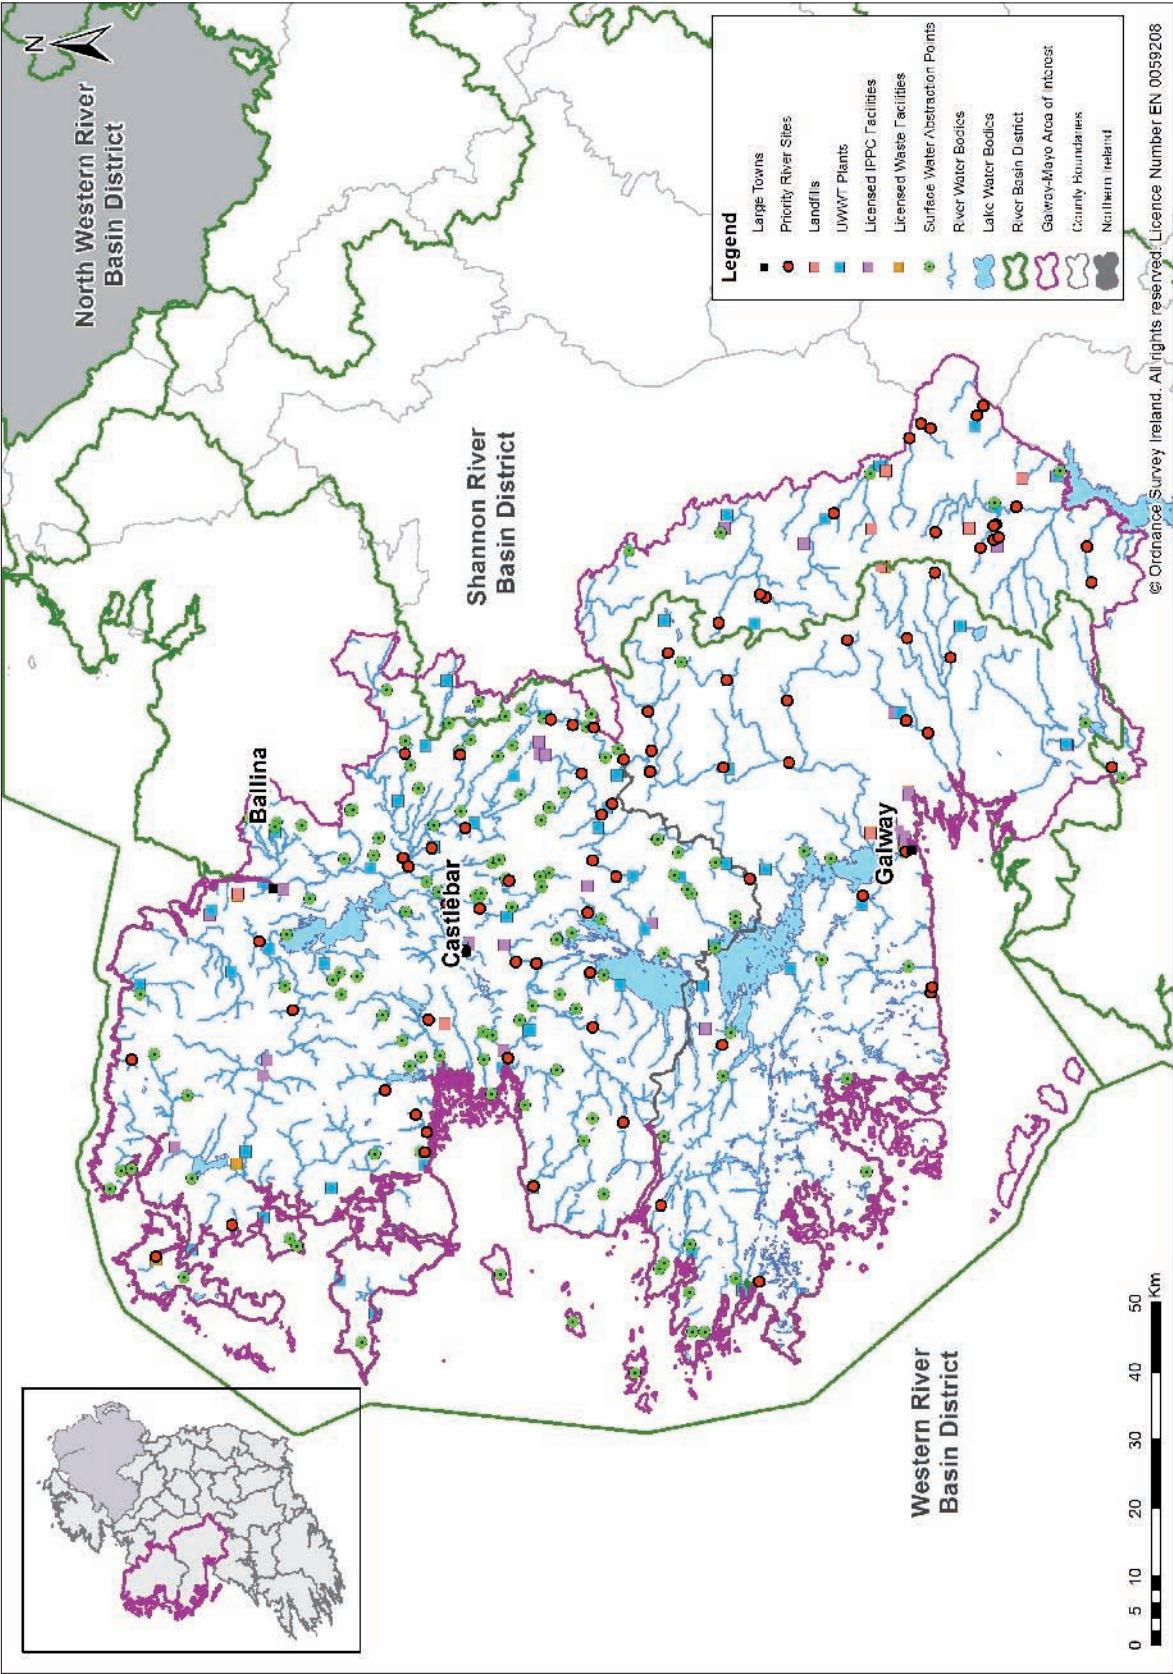 N
North Western River
Basin District
Shannon River
Basin District
Ballina
Castlebar
Galway
Western River
Basin District
Legend
Large Towns
Priority River Sites
Landfills
UWWT Plants
Licensed IPPC Facilities
Licensed Waste Facilities
Surface Water Abstraction Points
River Water Bodies
Lake Water Bodies
River Basin District
Galway-Mayo Area of Interest
County Boundaries
Northern Ireland
0 5 10 20 30 40 50
Km
© Ordnance Survey Ireland. All rights reserved. Licence Number EN 0059208